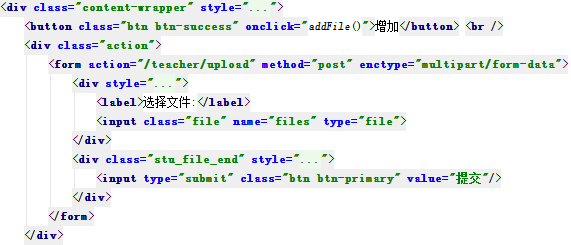 <div class="content-wrapper" style="...">
<button class="btn btn-success" onclick="addFile()">增加</button> <br />
<div class="action">
<form action="/teacher/upload" method="post" enctype="multipart/form-data">
<div style="...">
<label>选择文件:</label>
<input class="file" name="files" type="file">
</div>
<div class="stu_file_end" style="...">
<input type="submit" class="btn btn-primary" value="提交"/>
</div>
</form>
</div>